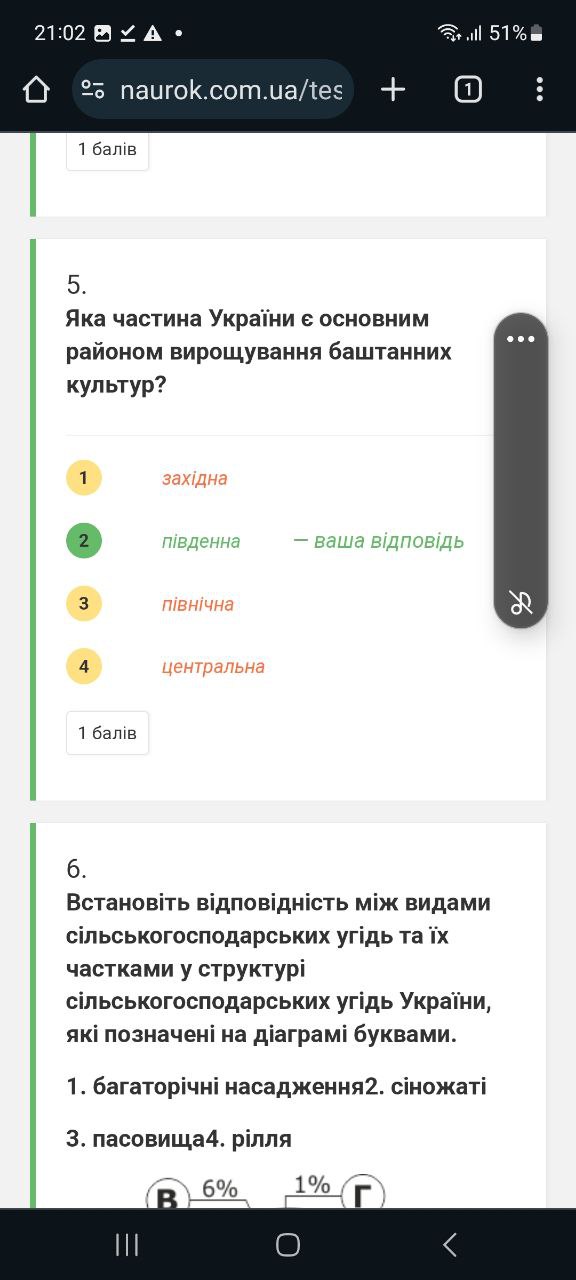 21:02 51%
naurok.com.ua/tes 1
1 балів
5.
Яка частина України є основним
районом вирощування баштанних
культур?
1 західна
2 південна — ваша відповідь
3 північна
4 центральна
1 балів
6.
Встановіть відповідність між видами
сільськогосподарських угідь та їх
частками у структурі
сільськогосподарських угідь України,
які позначені на діаграмі буквами.
1. багаторічні насадження2. сіножаті
3. пасовища4. рілля
В 6% 1% Г